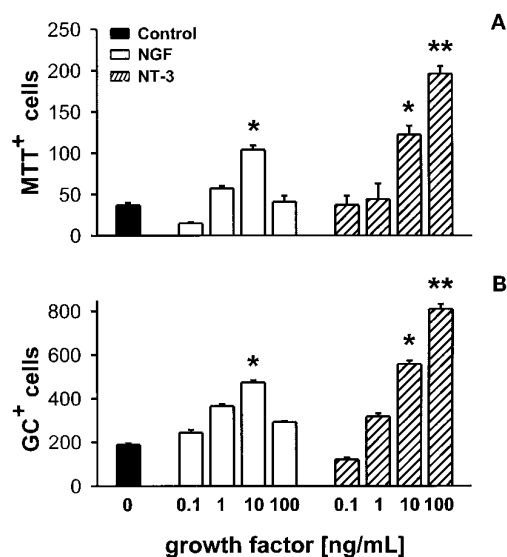 A
Control
NGF
NT-3
MTT+ cells
250
200
150
100
50
0
*
*
**
B
GC+ cells
800
600
400
200
0
*
*
**
0 0.1 1 10 100 0.1 1 10 100
growth factor [ng/mL]